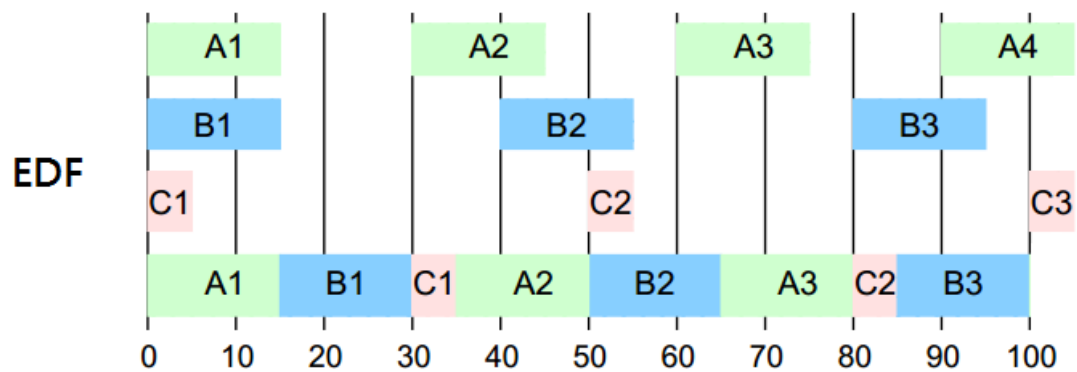 A1 A2 A3 A4
B1 B2 B3
EDF
C1 C2 C3
A1 B1 C1 A2 B2 A3 C2 B3
0 10 20 30 40 50 60 70 80 90 100